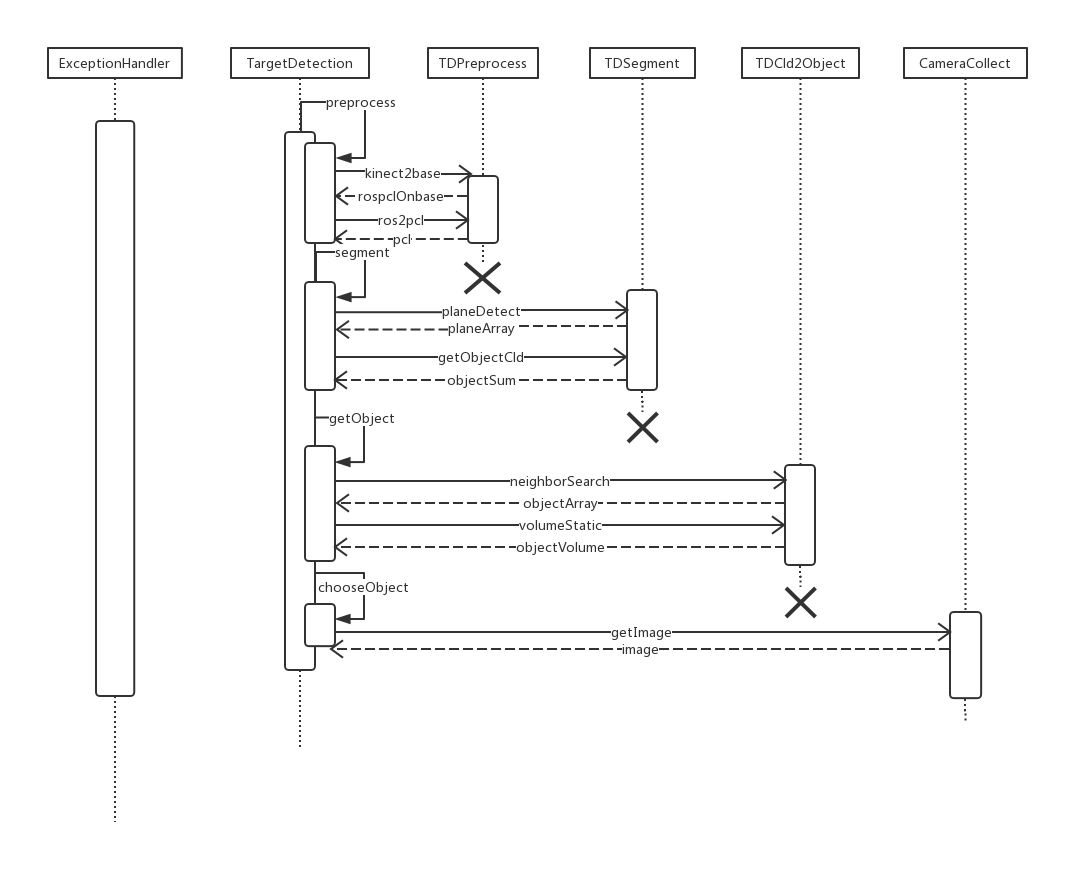 ExceptionHandler
TargetDetection
TDPreprocess
TDSegment
TDCld2Object
CameraCollect
preprocess
kinect2base
rospclOnbase
ros2pcl
pcl
segment
planeDetect
planeArray
getObjectCld
objectSum
getObject
neighborSearch
objectArray
volumeStatic
objectVolume
chooseObject
getImage
image